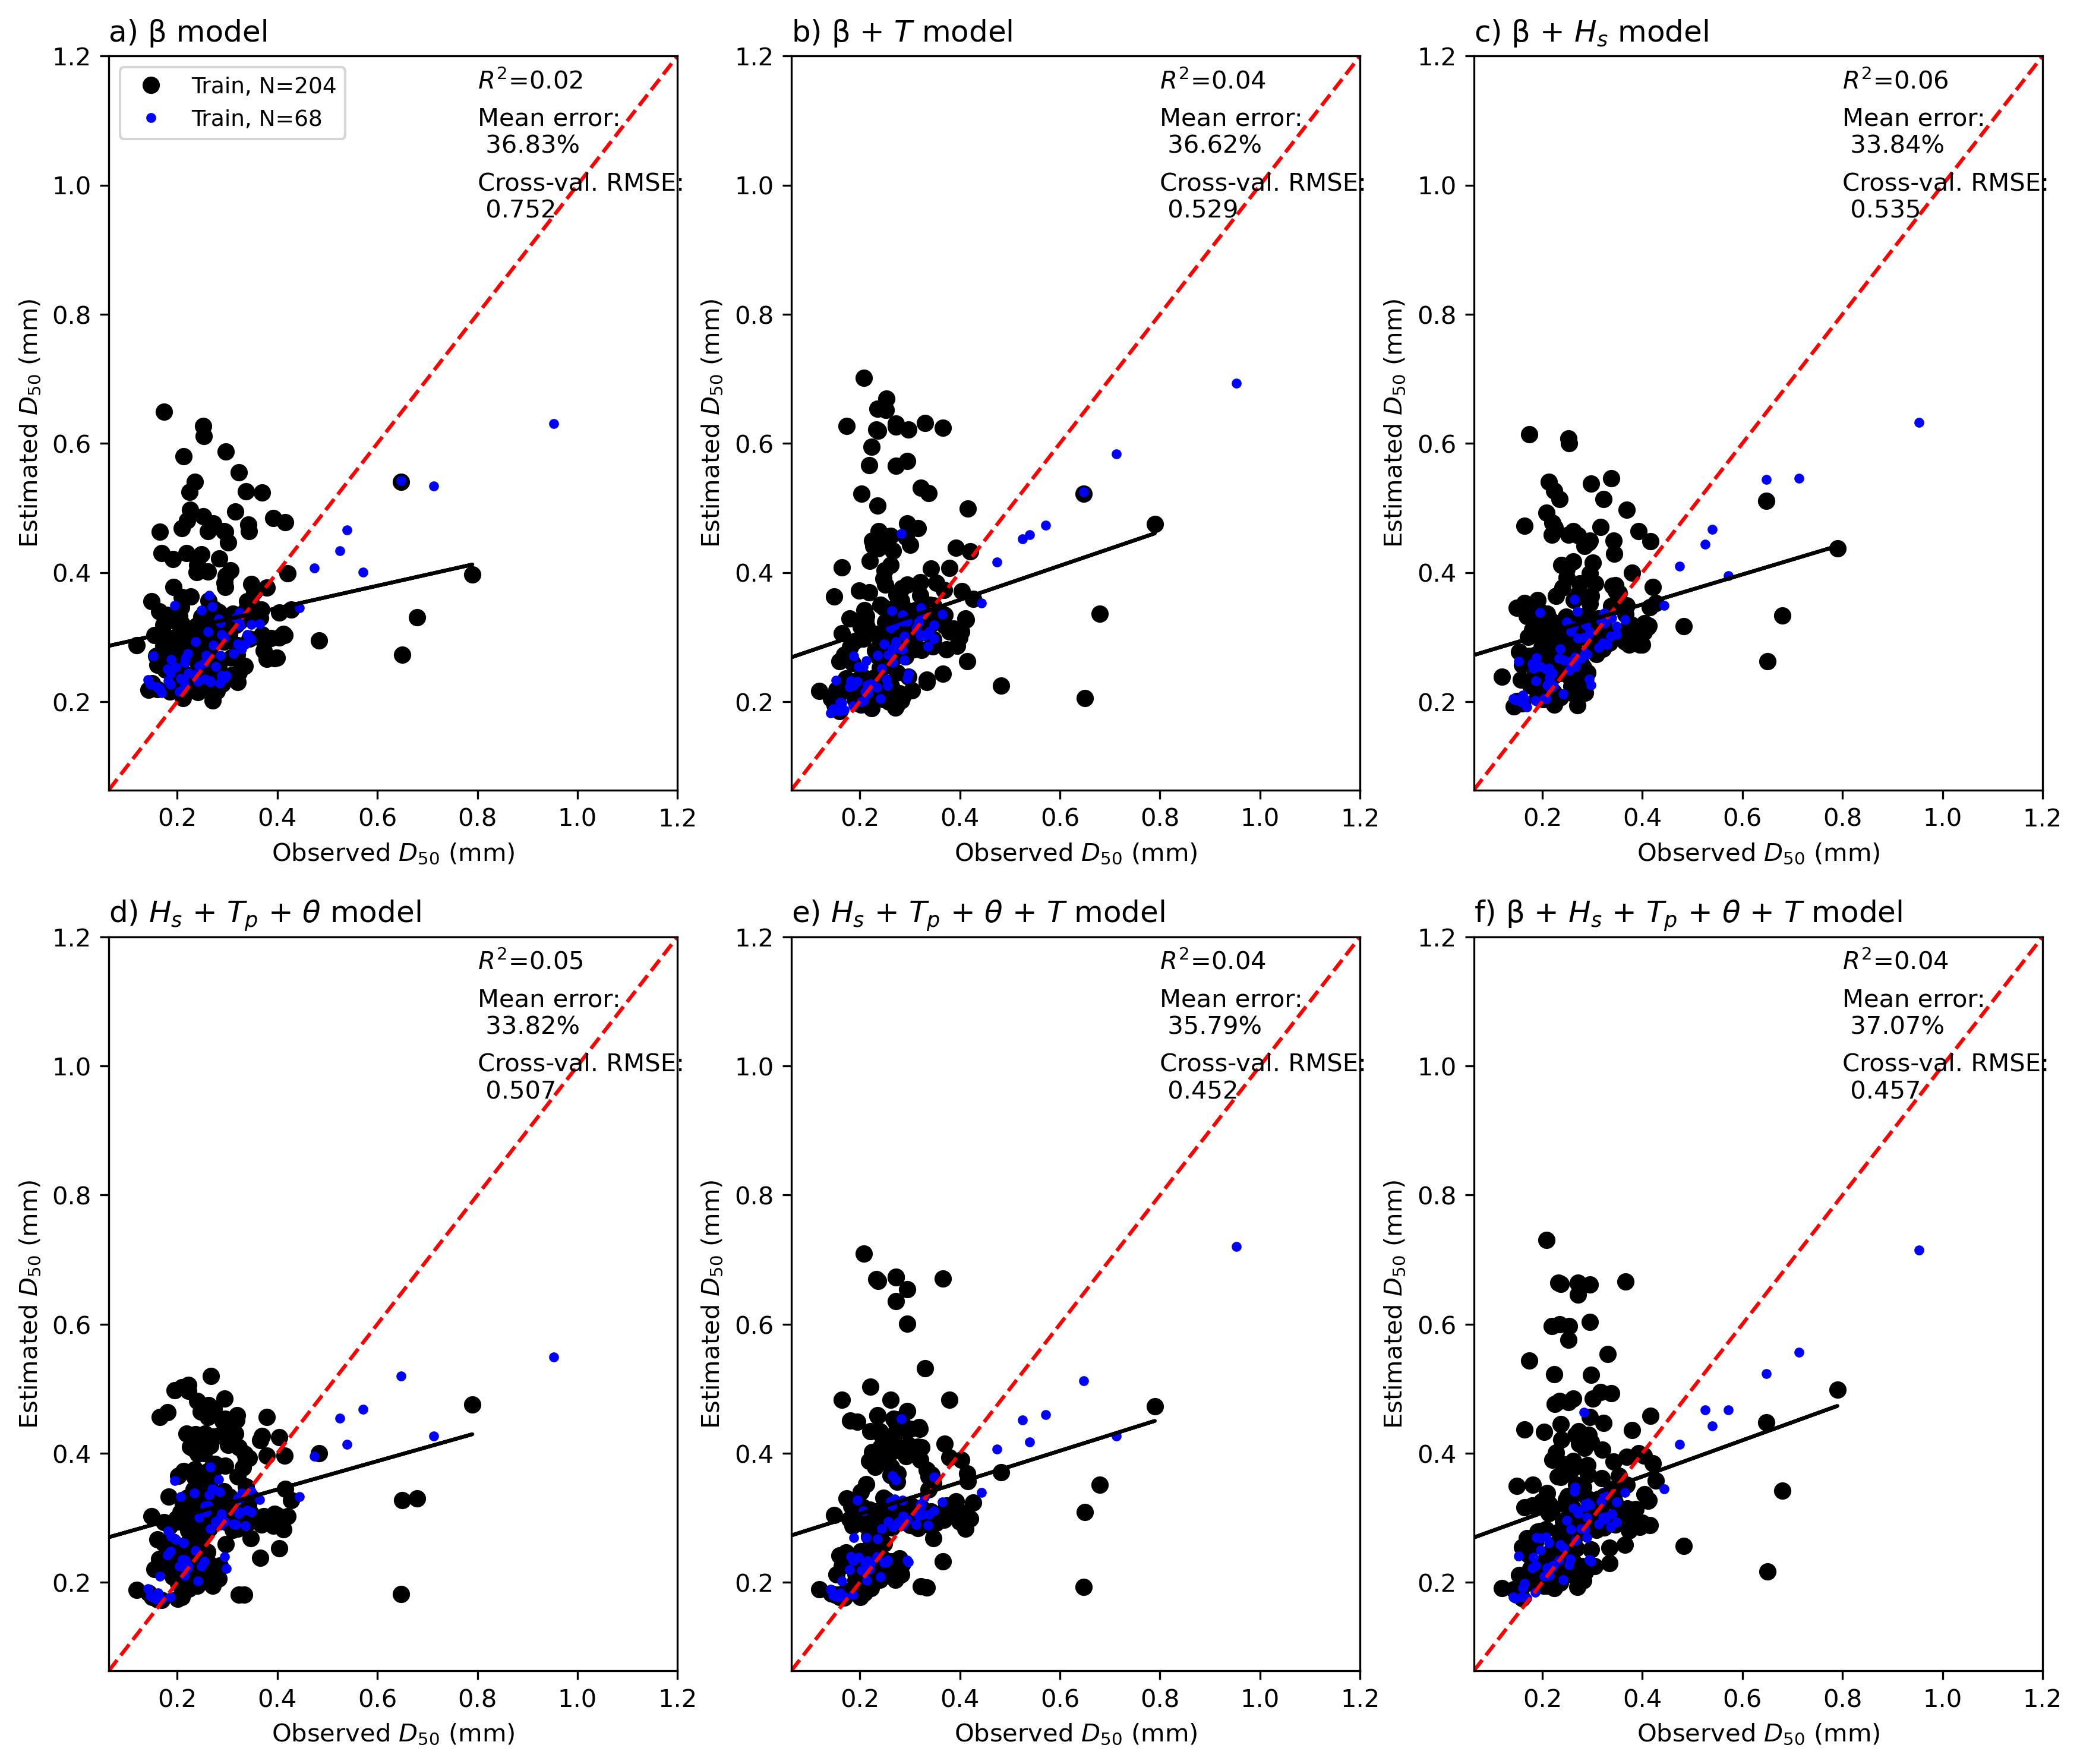 a) β model
1.2
1.0
0.8
0.6
0.4
0.2
Estimated D50 (mm)
Train, N=204
Train, N=68
R²=0.02
Mean error:
36.83%
Cross-val. RMSE:
0.752
0.2 0.4 0.6 0.8 1.0 1.2
Observed D50 (mm)
b) β + T model
1.2
1.0
0.8
0.6
0.4
0.2
Estimated D50 (mm)
R²=0.04
Mean error:
36.62%
Cross-val. RMSE:
0.529
0.2 0.4 0.6 0.8 1.0 1.2
Observed D50 (mm)
c) β + Hs model
1.2
1.0
0.8
0.6
0.4
0.2
Estimated D50 (mm)
R²=0.06
Mean error:
33.84%
Cross-val. RMSE:
0.535
0.2 0.4 0.6 0.8 1.0 1.2
Observed D50 (mm)
d) Hs + Tp + θ model
1.2
1.0
0.8
0.6
0.4
0.2
Estimated D50 (mm)
R²=0.05
Mean error:
33.82%
Cross-val. RMSE:
0.507
0.2 0.4 0.6 0.8 1.0 1.2
Observed D50 (mm)
e) Hs + Tp + θ + T model
1.2
1.0
0.8
0.6
0.4
0.2
Estimated D50 (mm)
R²=0.04
Mean error:
35.79%
Cross-val. RMSE:
0.452
0.2 0.4 0.6 0.8 1.0 1.2
Observed D50 (mm)
f) β + Hs + Tp + θ + T model
1.2
1.0
0.8
0.6
0.4
0.2
Estimated D50 (mm)
R²=0.04
Mean error:
37.07%
Cross-val. RMSE:
0.457
0.2 0.4 0.6 0.8 1.0 1.2
Observed D50 (mm)